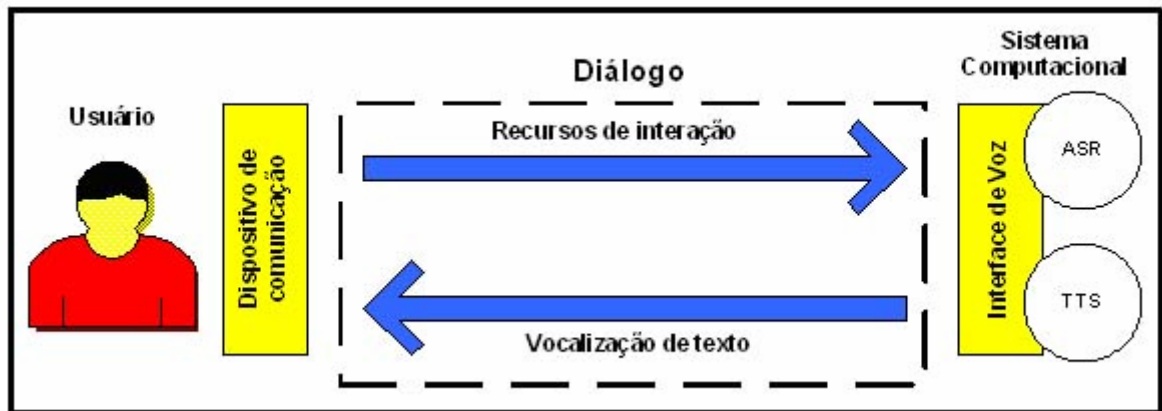 Sistema
Computacional
Diálogo
Usuário
Recursos de interação
ASR
Dispositivo de
comunicação
Interface de Voz
TTS
Vocalização de texto